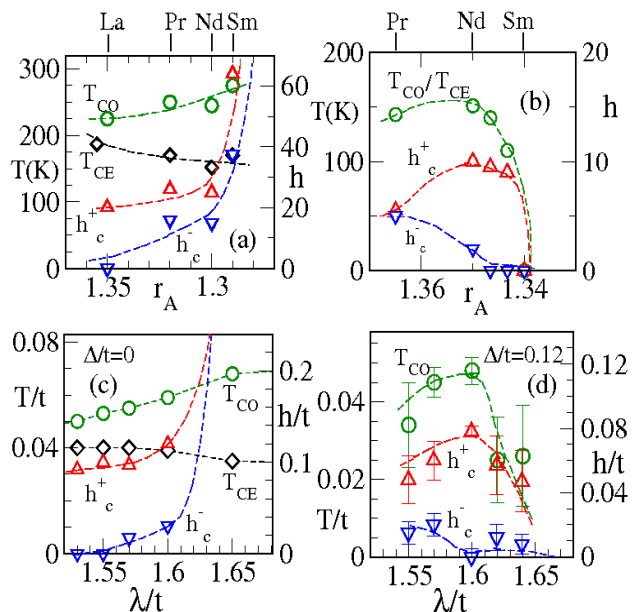 La Pr Nd Sm
Pr Nd Sm
300
250
200
T(K)
100
50
0
T_CO
T_CE
h_c^+
h_c^-
(a)
60
40
h
20
0
1.35 r_A 1.3
200
T(K)
100
50
0
T_CO/T_CE
(b)
h_c^+
h_c^-
20
h
10
0
1.36 r_A 1.34
0.08
T/t
0.04
0
(c)
Δ/t=0
T_CO
h_c^+
T_CE
h_c^-
0.2
h/t
0.1
0
1.55 1.6 1.65
λ/t
0.04
0.02
T/t
0
T_CO
Δ/t=0.12
(d)
h_c^+
h_c^-
0.12
0.08
h/t
0.04
0
1.55 1.6 1.65
λ/t